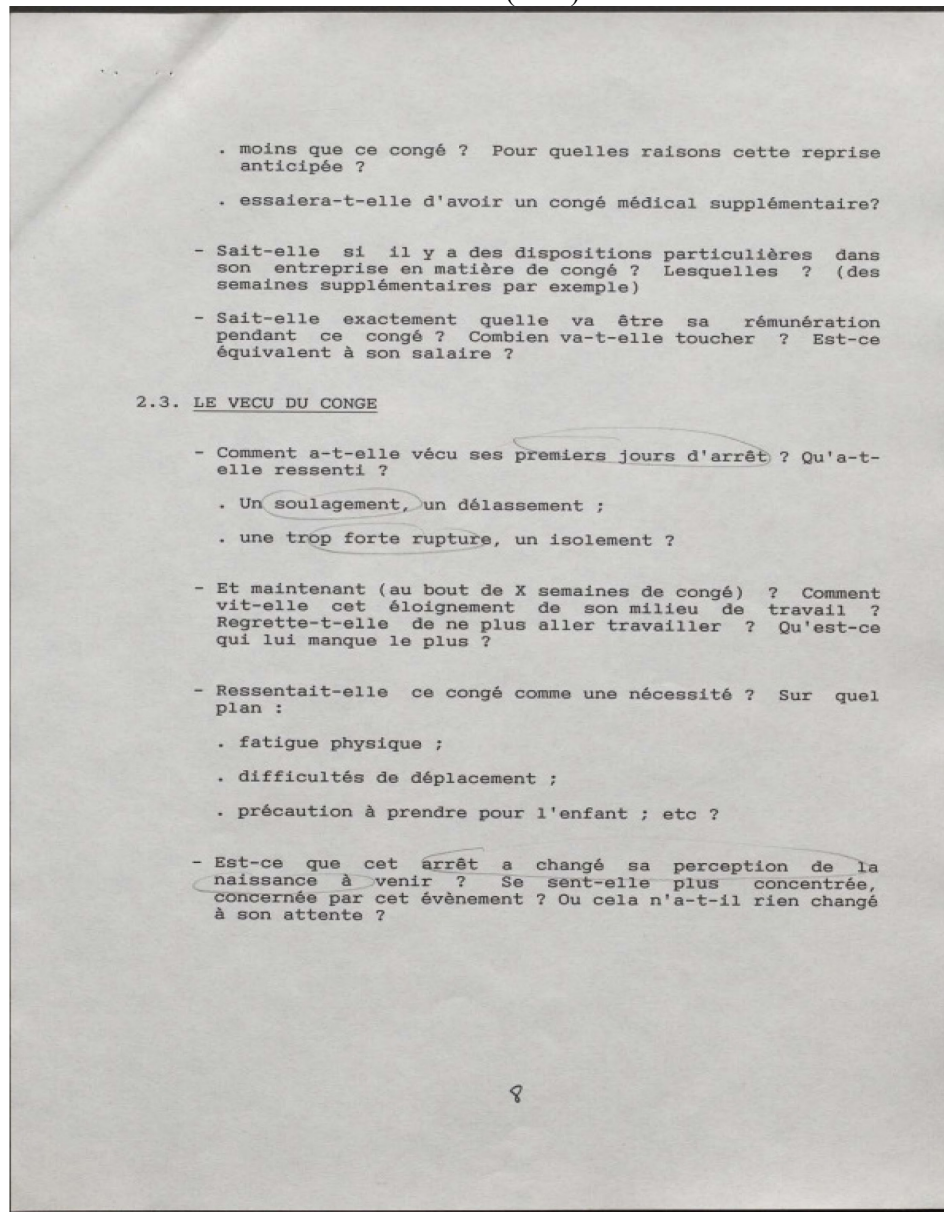 . moins que ce congé ? Pour quelles raisons cette reprise
anticipée ?
. essaiera-t-elle d'avoir un congé médical supplémentaire?
- Sait-elle si il y a des dispositions particulières dans
son entreprise en matière de congé ? Lesquelles ? (des
semaines supplémentaires par exemple)
- Sait-elle exactement quelle va être sa rémunération
pendant ce congé ? Combien va-t-elle toucher ? Est-ce
équivalent à son salaire ?
2.3. LE VECU DU CONGE
- Comment a-t-elle vécu ses premiers jours d'arrêt ? Qu'a-t-
elle ressenti ?
. Un soulagement, un délassement ;
. une trop forte rupture, un isolement ?
- Et maintenant (au bout de X semaines de congé) ? Comment
vit-elle cet éloignement de son milieu de travail ?
Regrette-t-elle de ne plus aller travailler ? Qu'est-ce
qui lui manque le plus ?
- Ressentait-elle ce congé comme une nécessité ? Sur quel
plan :
. fatigue physique ;
. difficultés de déplacement ;
. précaution à prendre pour l'enfant ; etc ?
- Est-ce que cet arrêt a changé sa perception de la
naissance à venir ? Se sent-elle plus concentrée,
concernée par cet évènement ? Ou cela n'a-t-il rien changé
à son attente ?
8